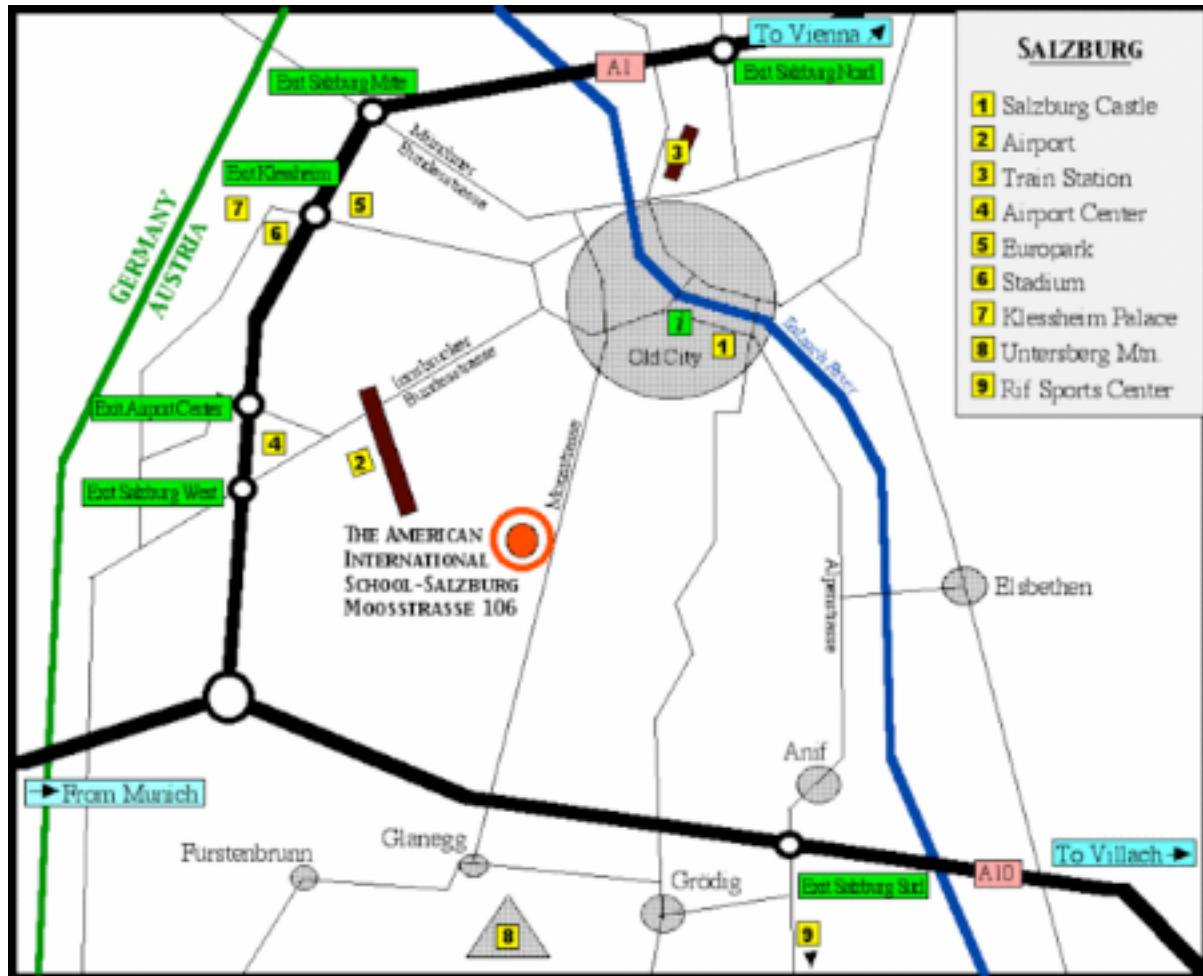 To Vienna
SALZBURG
A1
Exit Salzburg Nord
Exit Salzburg Mitte
1 Salzburg Castle
2 Airport
3 Train Station
4 Airport Center
5 Europark
6 Stadium
7 Klessheim Palace
8 Untersberg Mtn.
9 Rif Sports Center
Münchner
Bundesstrasse
3
Exit Klessheim
7
5
6
GERMANY
AUSTRIA
1
Old City
Salzach River
Innsbrucker
Bundesstrasse
Exit Airport Center
4
2
Moosstrasse
Exit Salzburg West
THE AMERICAN
INTERNATIONAL
SCHOOL-SALZBURG
MOOSSTRASSE 106
Alpenstrasse
Elsbethen
Anif
From Munich
Glanegg
Furstenbrunn
Grödig
To Villach
A10
Exit Salzburg Sud
8
9